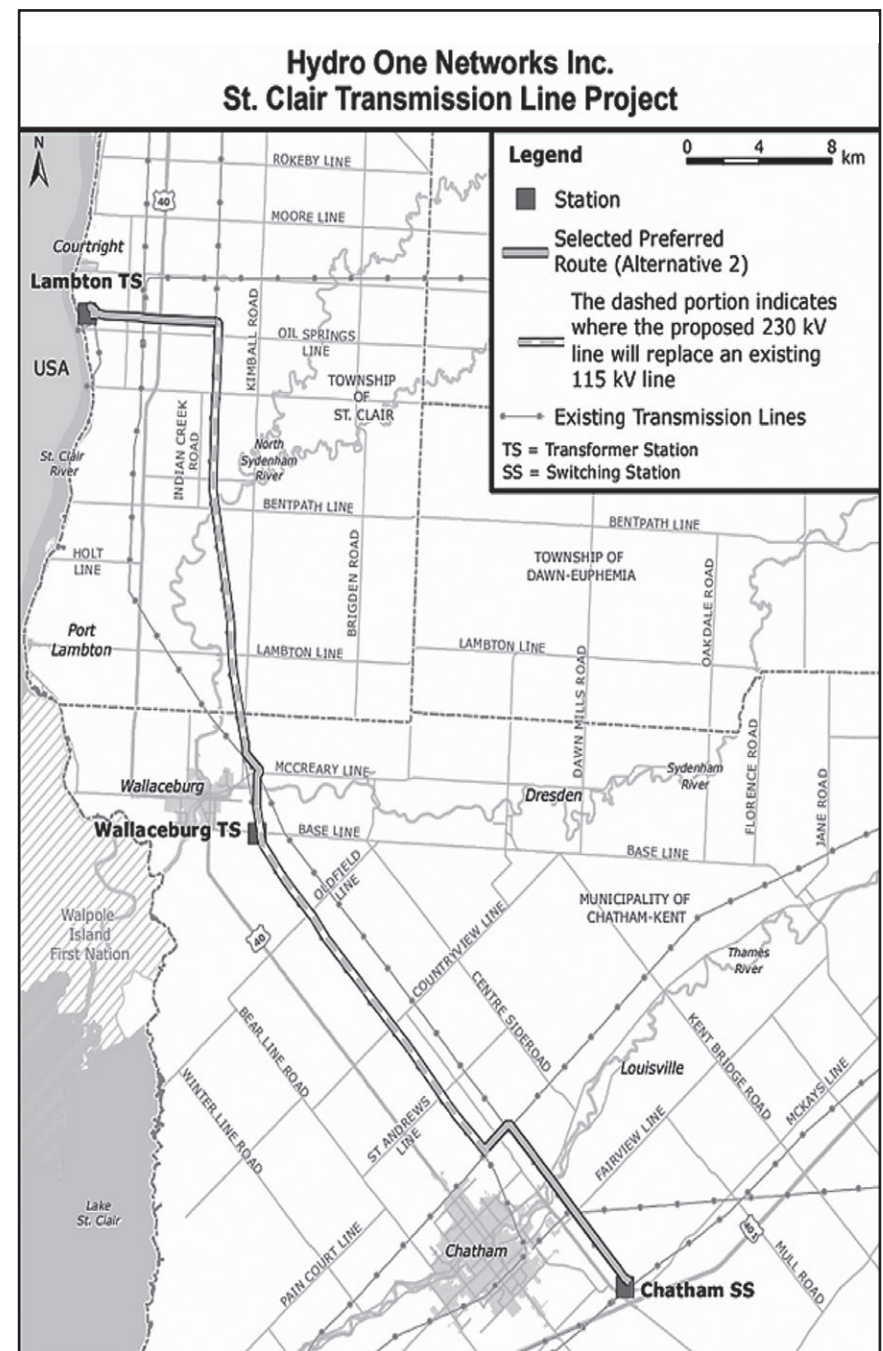 Hydro One Networks Inc.
St. Clair Transmission Line Project
N
Legend
0 4 8 km
Station
Selected Preferred
Route (Alternative 2)
The dashed portion indicates
where the proposed 230 kV
line will replace an existing
115 kV line
Existing Transmission Lines
TS = Transformer Station
SS = Switching Station
ROKEBY LINE
40
MOORE LINE
Courtright
Lambton TS
KIMBALL ROAD
OIL SPRINGS
LINE
USA
TOWNSHIP
OF
ST. CLAIR
INDIAN CREEK
ROAD
North
Sydenham
River
St. Clair
River
BENTPATH LINE
BENTPATH LINE
HOLT
LINE
BRIGDEN ROAD
TOWNSHIP OF
DAWN-EUPHEMIA
OAKDALE ROAD
Port
Lambton
LAMBTON LINE
LAMBTON LINE
DAWN MILLS ROAD
FLORENCE ROAD
JANE ROAD
MCCREARY LINE
Sydenham
River
Wallaceburg
Dresden
Wallaceburg TS
BASE LINE
BASE LINE
OLDFIELD
LINE
MUNICIPALITY OF
CHATHAM-KENT
Walpole
Island
First Nation
40
COUNTRYVIEW LINE
Thames
River
CENTRE SIDEROAD
BEAR LINE ROAD
KENT BRIDGE ROAD
Louisville
MCKAYS LINE
WINTER LINE ROAD
ST ANDREWS
LINE
FAIRVIEW LINE
Lake
St. Clair
PAIN COURT LINE
Chatham
401
MULL ROAD
Chatham SS